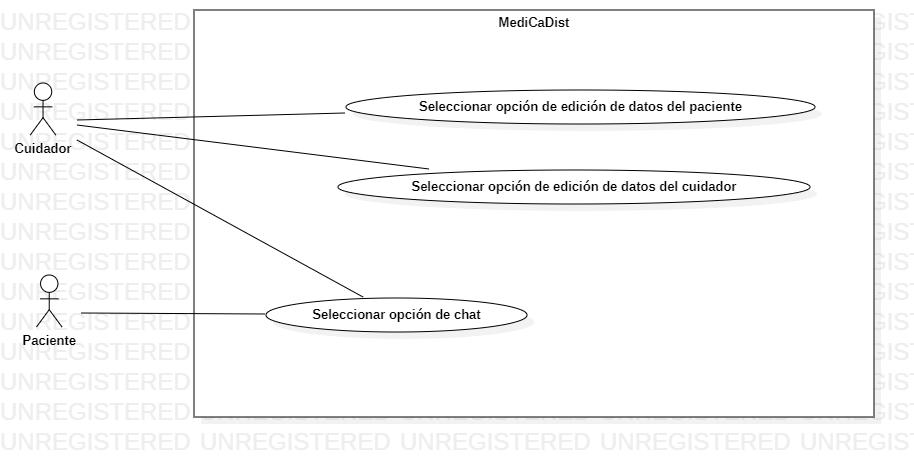 MediCaDist
Seleccionar opción de edición de datos del paciente
Cuidador
Seleccionar opción de edición de datos del cuidador
Seleccionar opción de chat
Paciente
UNREGISTERED UNREGISTERED UNREGISTERED UNREGISTERED UNREGISTERED